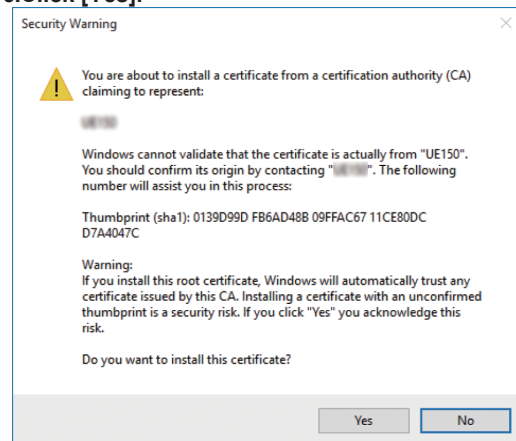 Click [Yes].
Security Warning
You are about to install a certificate from a certification authority (CA)
claiming to represent:
Windows cannot validate that the certificate is actually from "UE150".
You should confirm its origin by contacting "          ". The following
number will assist you in this process:
Thumbprint (sha1): 0139D99D FB6AD48B 09FFAC67 11CE80DC
D7A4047C
Warning:
If you install this root certificate, Windows will automatically trust any
certificate issued by this CA. Installing a certificate with an unconfirmed
thumbprint is a security risk. If you click "Yes" you acknowledge this
risk.
Do you want to install this certificate?
Yes No